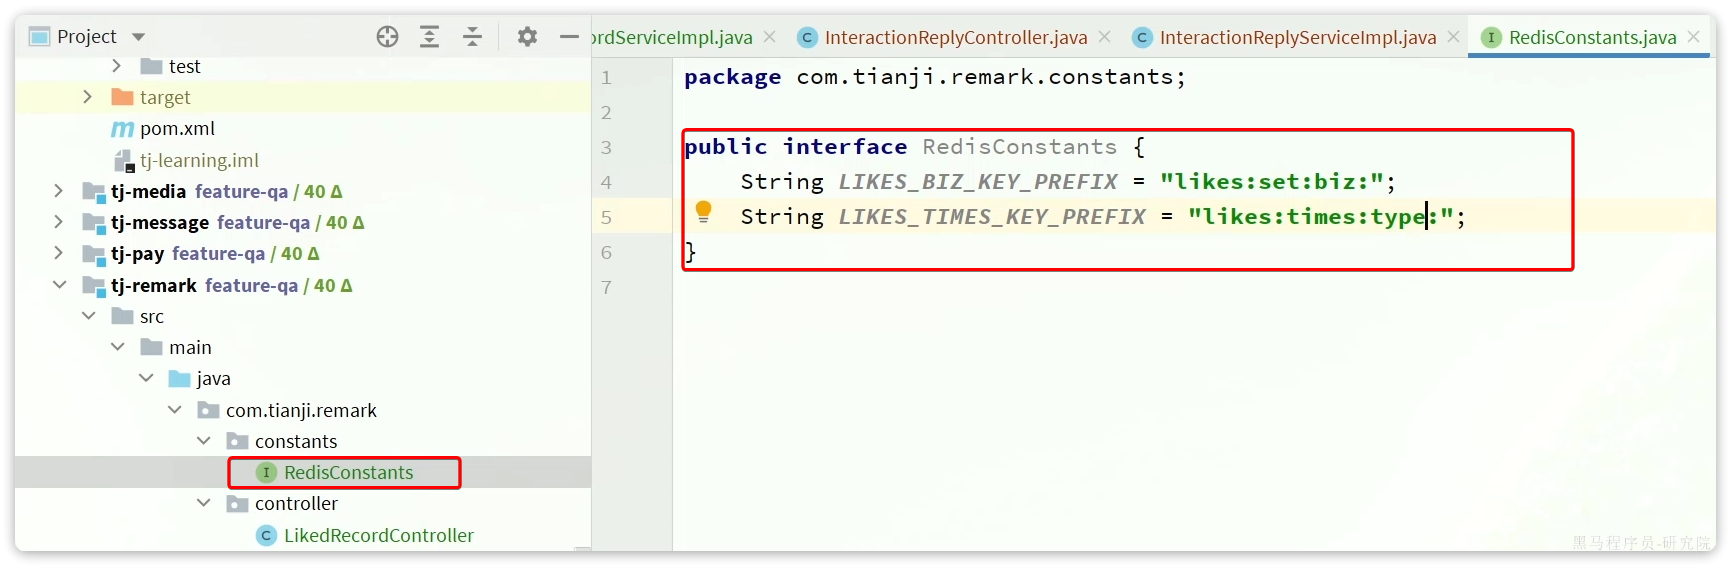 Project
test
target
pom.xml
tj-learning.iml
tj-media feature-qa / 40 Δ
tj-message feature-qa / 40 Δ
tj-pay feature-qa / 40 Δ
tj-remark feature-qa / 40 Δ
src
main
java
com.tianji.remark
constants
RedisConstants
controller
LikedRecordController
ordServiceImpl.java
InteractionReplyController.java
InteractionReplyServiceImpl.java
RedisConstants.java
1 package com.tianji.remark.constants;
2
3 public interface RedisConstants {
4 String LIKES_BIZ_KEY_PREFIX = "likes:set:biz:";
5 String LIKES_TIMES_KEY_PREFIX = "likes:times:type:";
6 }
7
黑马程序员-研究院